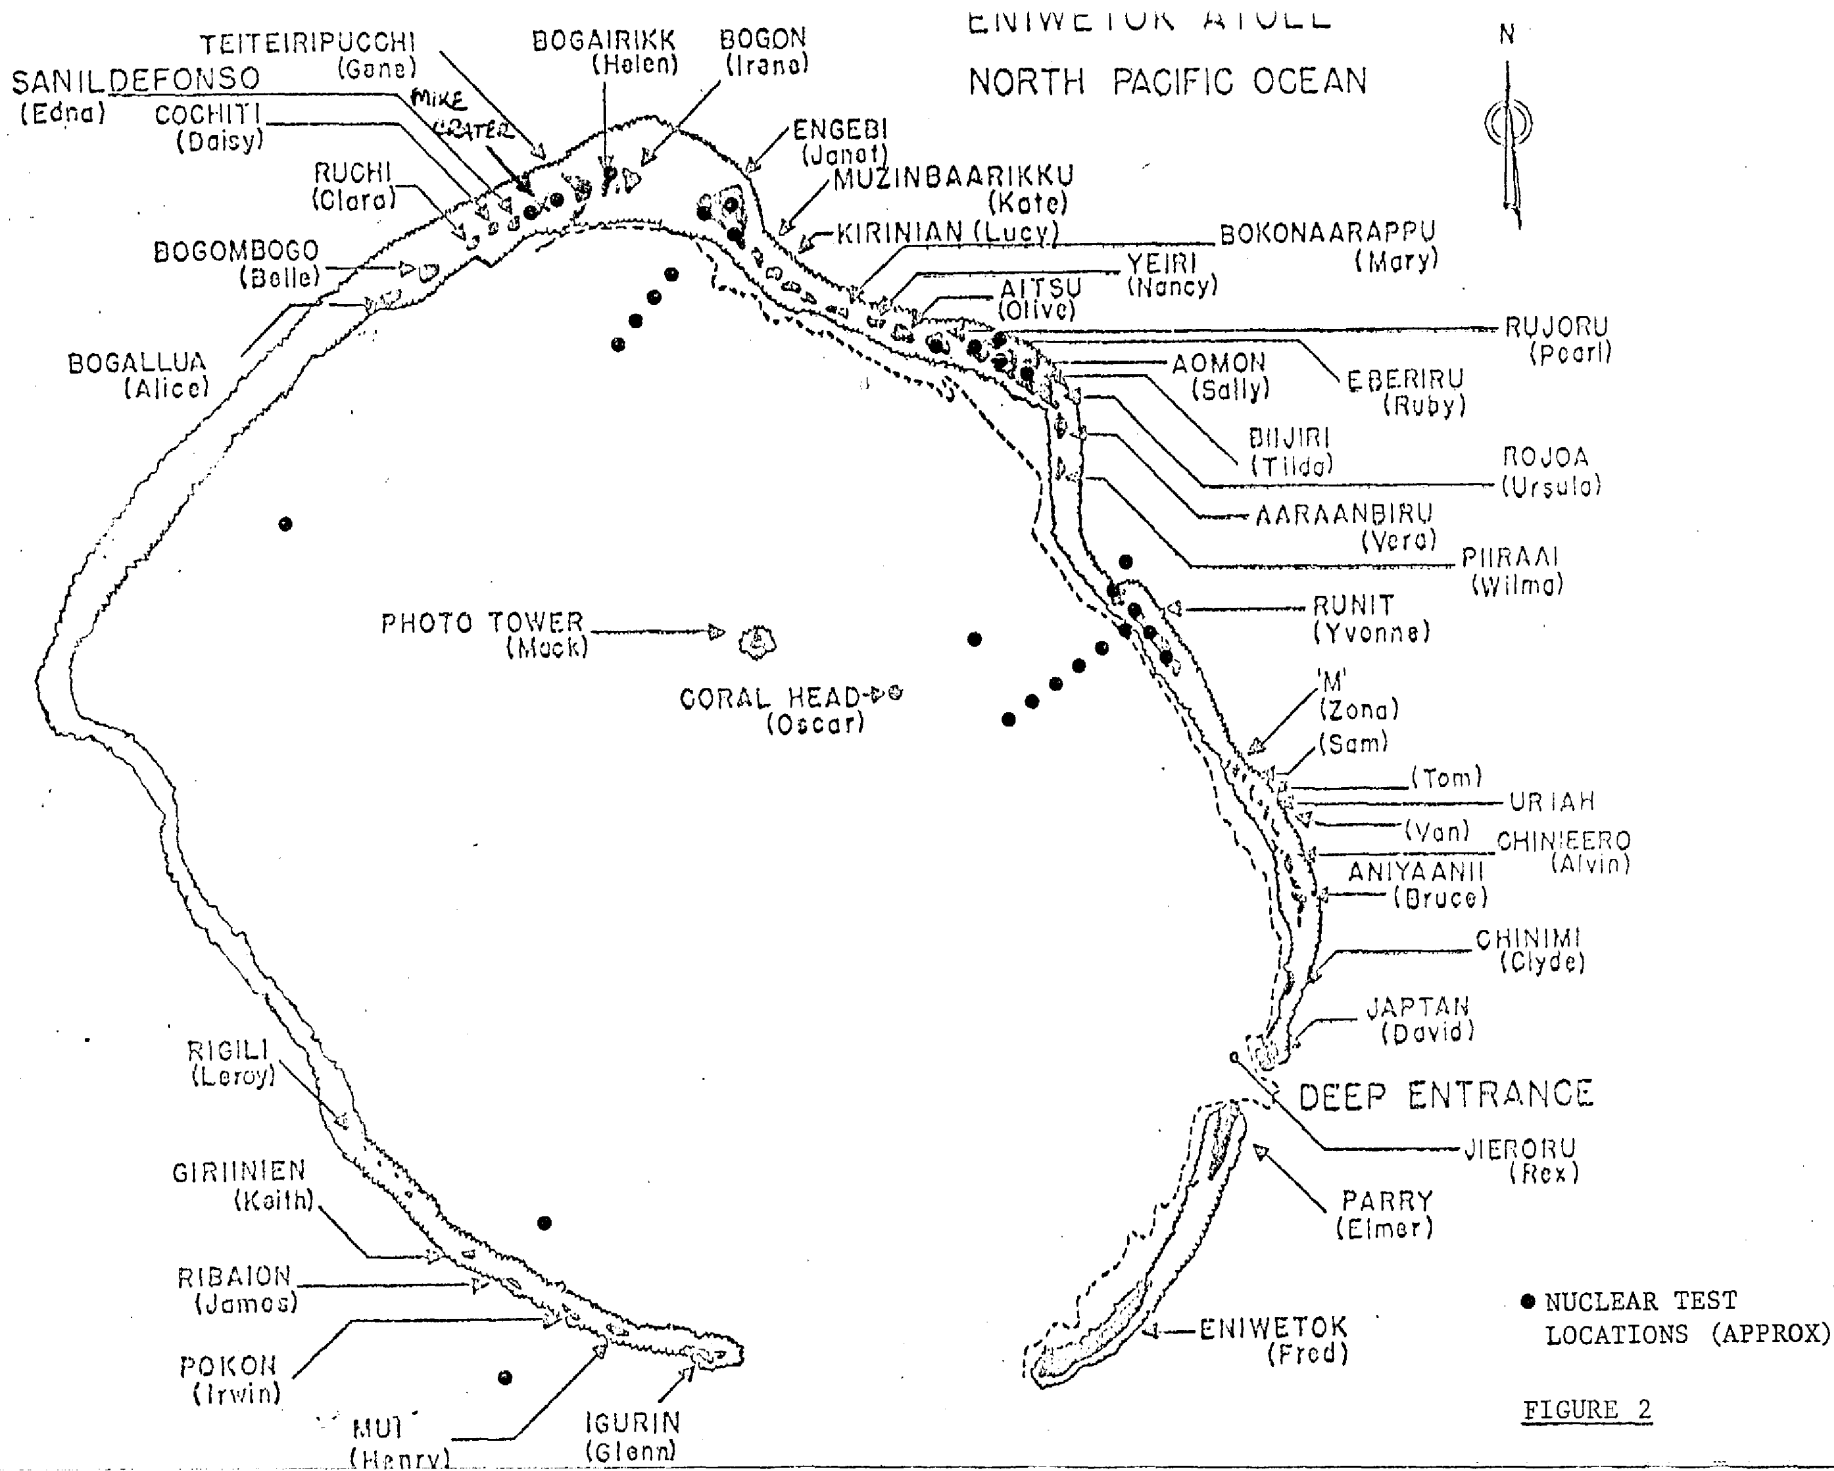 ENIWETOK ATOLL
NORTH PACIFIC OCEAN
N
TEITEIRIPUCCHI
(Gene)
BOGAIRIKK
(Helen)
BOGON
(Irene)
SANILDEFONSO
(Edna)
MIKE
CRATER
COCHITI
(Daisy)
ENGEBI
(Janet)
RUCHI
(Clara)
MUZINBAARIKKU
(Kate)
KIRINIAN (Lucy)
BOKONAARAPPU
(Mary)
BOGOMBOGO
(Belle)
YEIRI
(Nancy)
AITSU
(Olive)
RUJORU
(Pearl)
BOGALLUA
(Alice)
AOMON
(Sally)
EBERIRU
(Ruby)
BIIJIRI
(Tilda)
ROJOA
(Ursula)
AARAANBIRU
(Vera)
PIIRAAI
(Wilma)
PHOTO TOWER
(Mack)
RUNIT
(Yvonne)
CORAL HEAD
(Oscar)
'M'
(Zona)
(Sam)
(Tom)
URIAH
(Van)
CHINIEERO
(Alvin)
ANIYAANII
(Bruce)
CHINIMI
(Clyde)
JAPTAN
(David)
RIGILI
(Leroy)
DEEP ENTRANCE
JIERORU
(Rex)
GIRIINIEN
(Keith)
PARRY
(Elmer)
RIBAION
(James)
ENIWETOK
(Fred)
POKON
(Irwin)
MUI
(Henry)
IGURIN
(Glenn)
NUCLEAR TEST
LOCATIONS (APPROX)
FIGURE 2